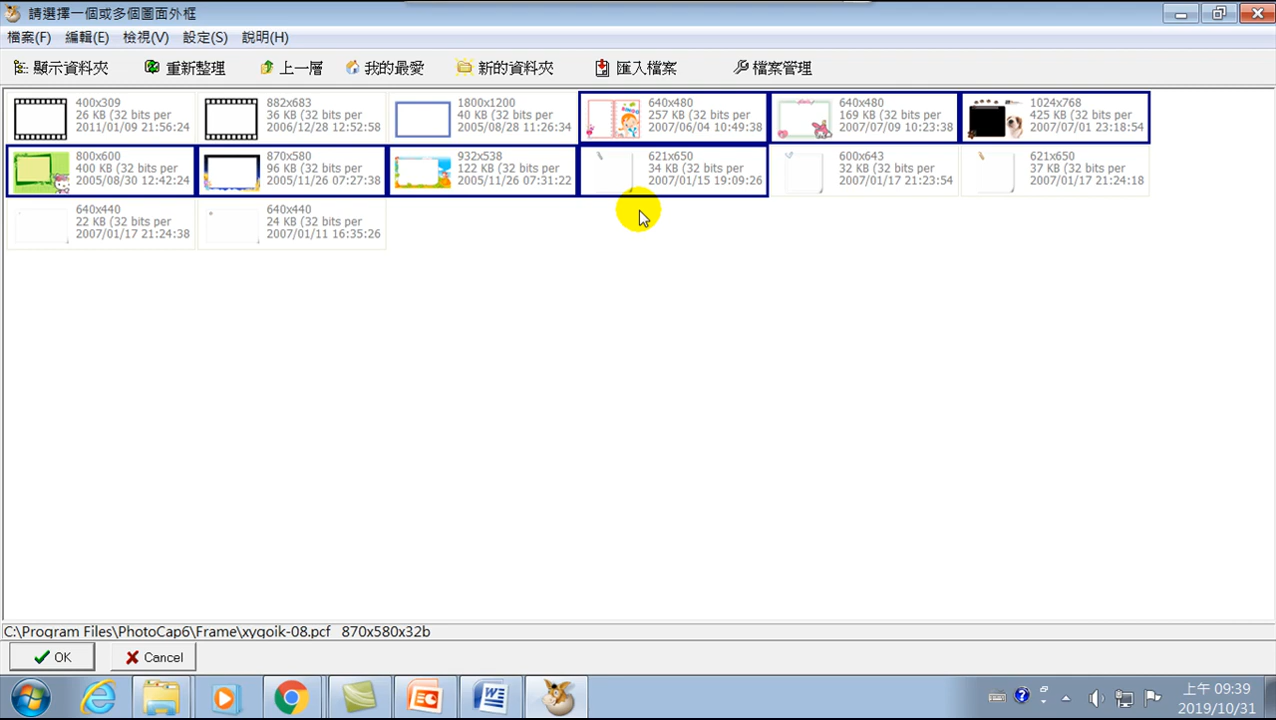 請選擇一個或多個圖面外框
檔案(F) 編輯(E) 檢視(V) 設定(S) 說明(H)
顯示資料夾 重新整理 上一層 我的最愛 新的資料夾 匯入檔案 檔案管理
400x309
26 KB (32 bits per
2011/01/09 21:56:24
882x683
36 KB (32 bits per
2006/12/28 12:52:58
1800x1200
40 KB (32 bits per
2005/08/28 11:26:34
640x480
257 KB (32 bits per
2007/06/04 10:49:38
640x480
169 KB (32 bits per
2007/07/09 10:23:38
1024x768
425 KB (32 bits per
2007/07/01 23:18:54
800x600
400 KB (32 bits per
2005/08/30 12:42:24
870x580
96 KB (32 bits per
2005/11/26 07:27:38
932x538
122 KB (32 bits per
2005/11/26 07:31:22
621x650
34 KB (32 bits per
2007/01/15 19:09:26
600x643
32 KB (32 bits per
2007/01/17 21:23:54
621x650
37 KB (32 bits per
2007/01/17 21:24:18
640x440
22 KB (32 bits per
2007/01/17 21:24:38
640x440
24 KB (32 bits per
2007/01/11 16:35:26
C:\Program Files\PhotoCap6\Frame\xyqoik-08.pcf 870x580x32b
OK Cancel
上午 09:39
2019/10/31